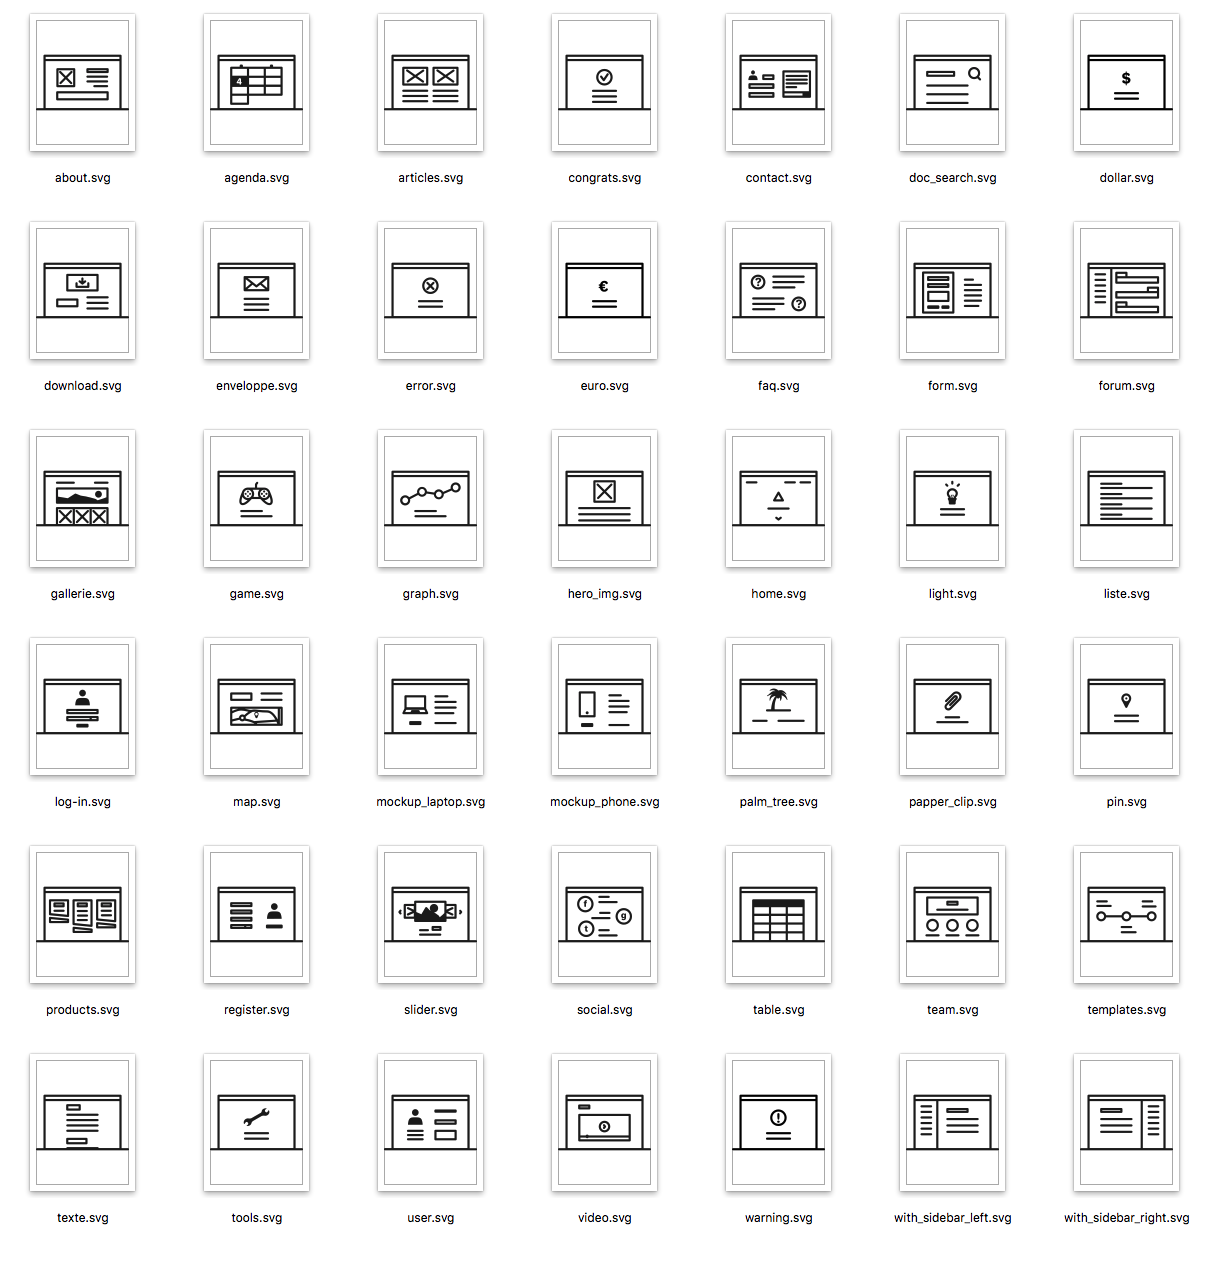 4
about.svg agenda.svg articles.svg congrats.svg contact.svg doc_search.svg $ dollar.svg
download.svg enveloppe.svg error.svg € euro.svg ? ? faq.svg form.svg forum.svg
gallerie.svg game.svg graph.svg hero_img.svg home.svg light.svg liste.svg
log-in.svg map.svg mockup_laptop.svg mockup_phone.svg palm_tree.svg papper_clip.svg pin.svg
f
g
t
products.svg register.svg slider.svg social.svg table.svg team.svg templates.svg
!
texte.svg tools.svg user.svg video.svg warning.svg with_sidebar_left.svg with_sidebar_right.svg